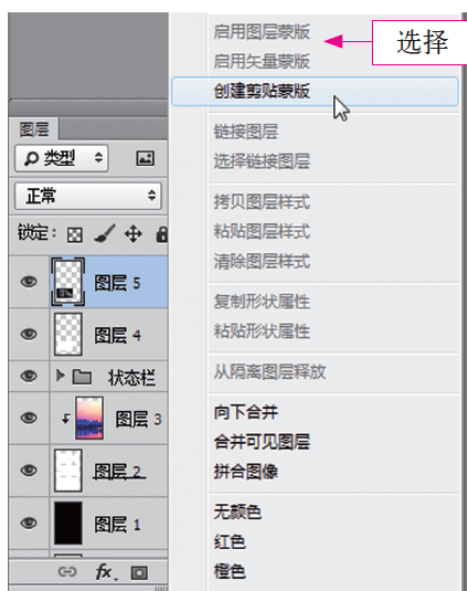 启用图层蒙版
选择
启用矢量蒙版
创建剪贴蒙版
链接图层
选择链接图层
拷贝图层样式
粘贴图层样式
清除图层样式
复制形状属性
粘贴形状属性
从隔离图层释放
向下合并
合并可见图层
拼合图像
无颜色
红色
橙色
图层
类型
正常
锁定:
图层 5
图层 4
状态栏
图层 3
图层 2
图层 1
fx.